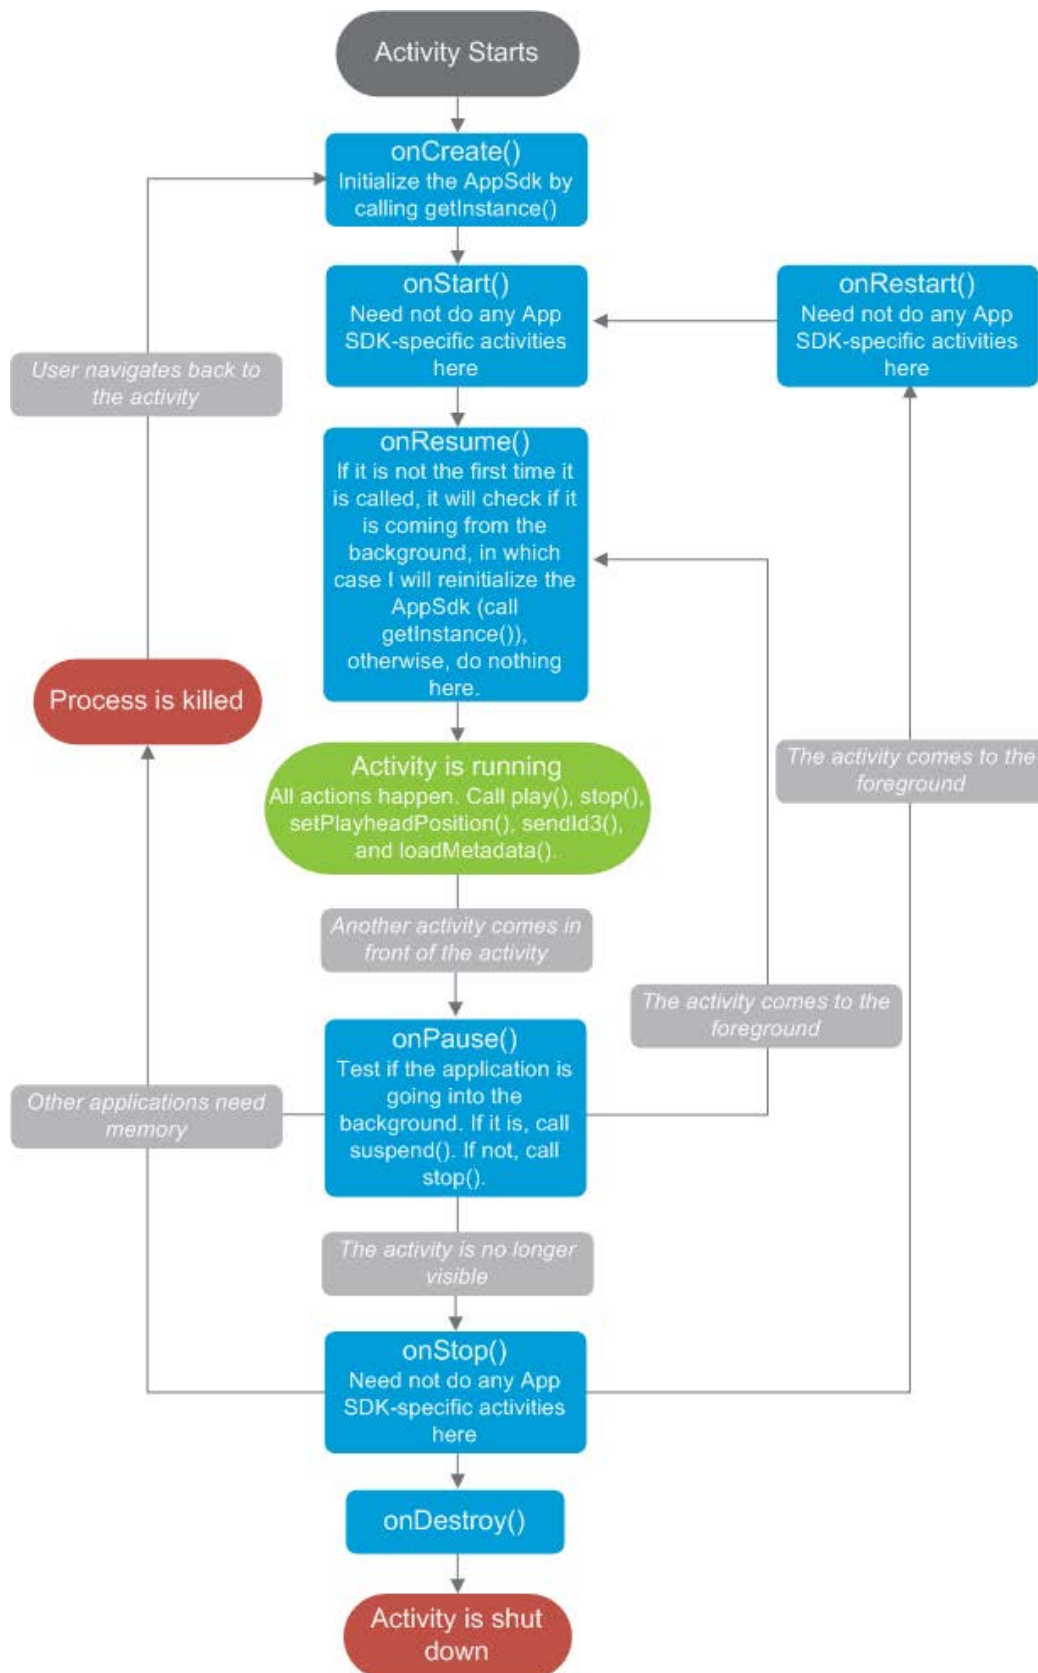 Activity Starts
onCreate()
Initialize the AppSdk by
calling getInstance()
onStart()
Need not do any App
SDK-specific activities
here
onRestart()
Need not do any App
SDK-specific activities
here
User navigates back to
the activity
onResume()
If it is not the first time it
is called, it will check if it
is coming from the
background, in which
case I will reinitialize the
AppSdk (call
getInstance()),
otherwise, do nothing
here.
Process is killed
Activity is running
All actions happen. Call play(), stop(),
setPlayheadPosition(), sendId3(),
and loadMetadata().
The activity comes to the
foreground
Another activity comes in
front of the activity
The activity comes to the
foreground
onPause()
Test if the application is
going into the
background. If it is, call
suspend(). If not, call
stop().
Other applications need
memory
The activity is no longer
visible
onStop()
Need not do any App
SDK-specific activities
here
onDestroy()
Activity is shut
down